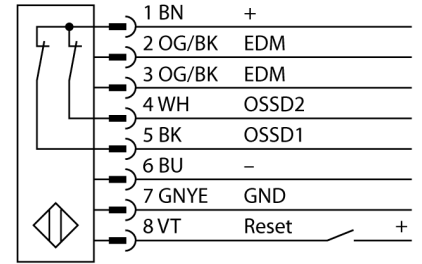 1 BN +
2 OG/BK EDM
3 OG/BK EDM
4 WH OSSD2
5 BK OSSD1
6 BU –
7 GNYE GND
8 VT Reset +